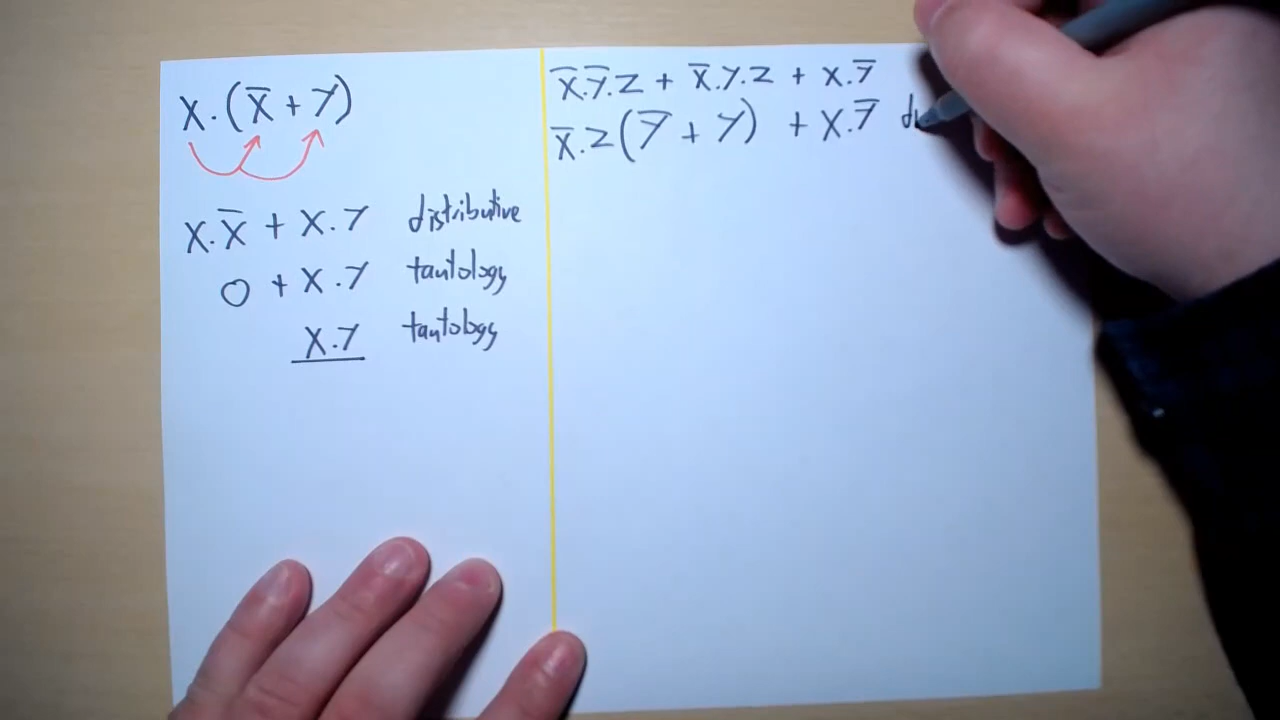 X.(X̅ + Y)
X.X̅ + X.Y distributive
0 + X.Y tautology
X.Y tautology
X̅.Y̅.Z + X̅.Y.Z + X.Y̅
X̅.Z(Y̅ + Y) + X.Y̅